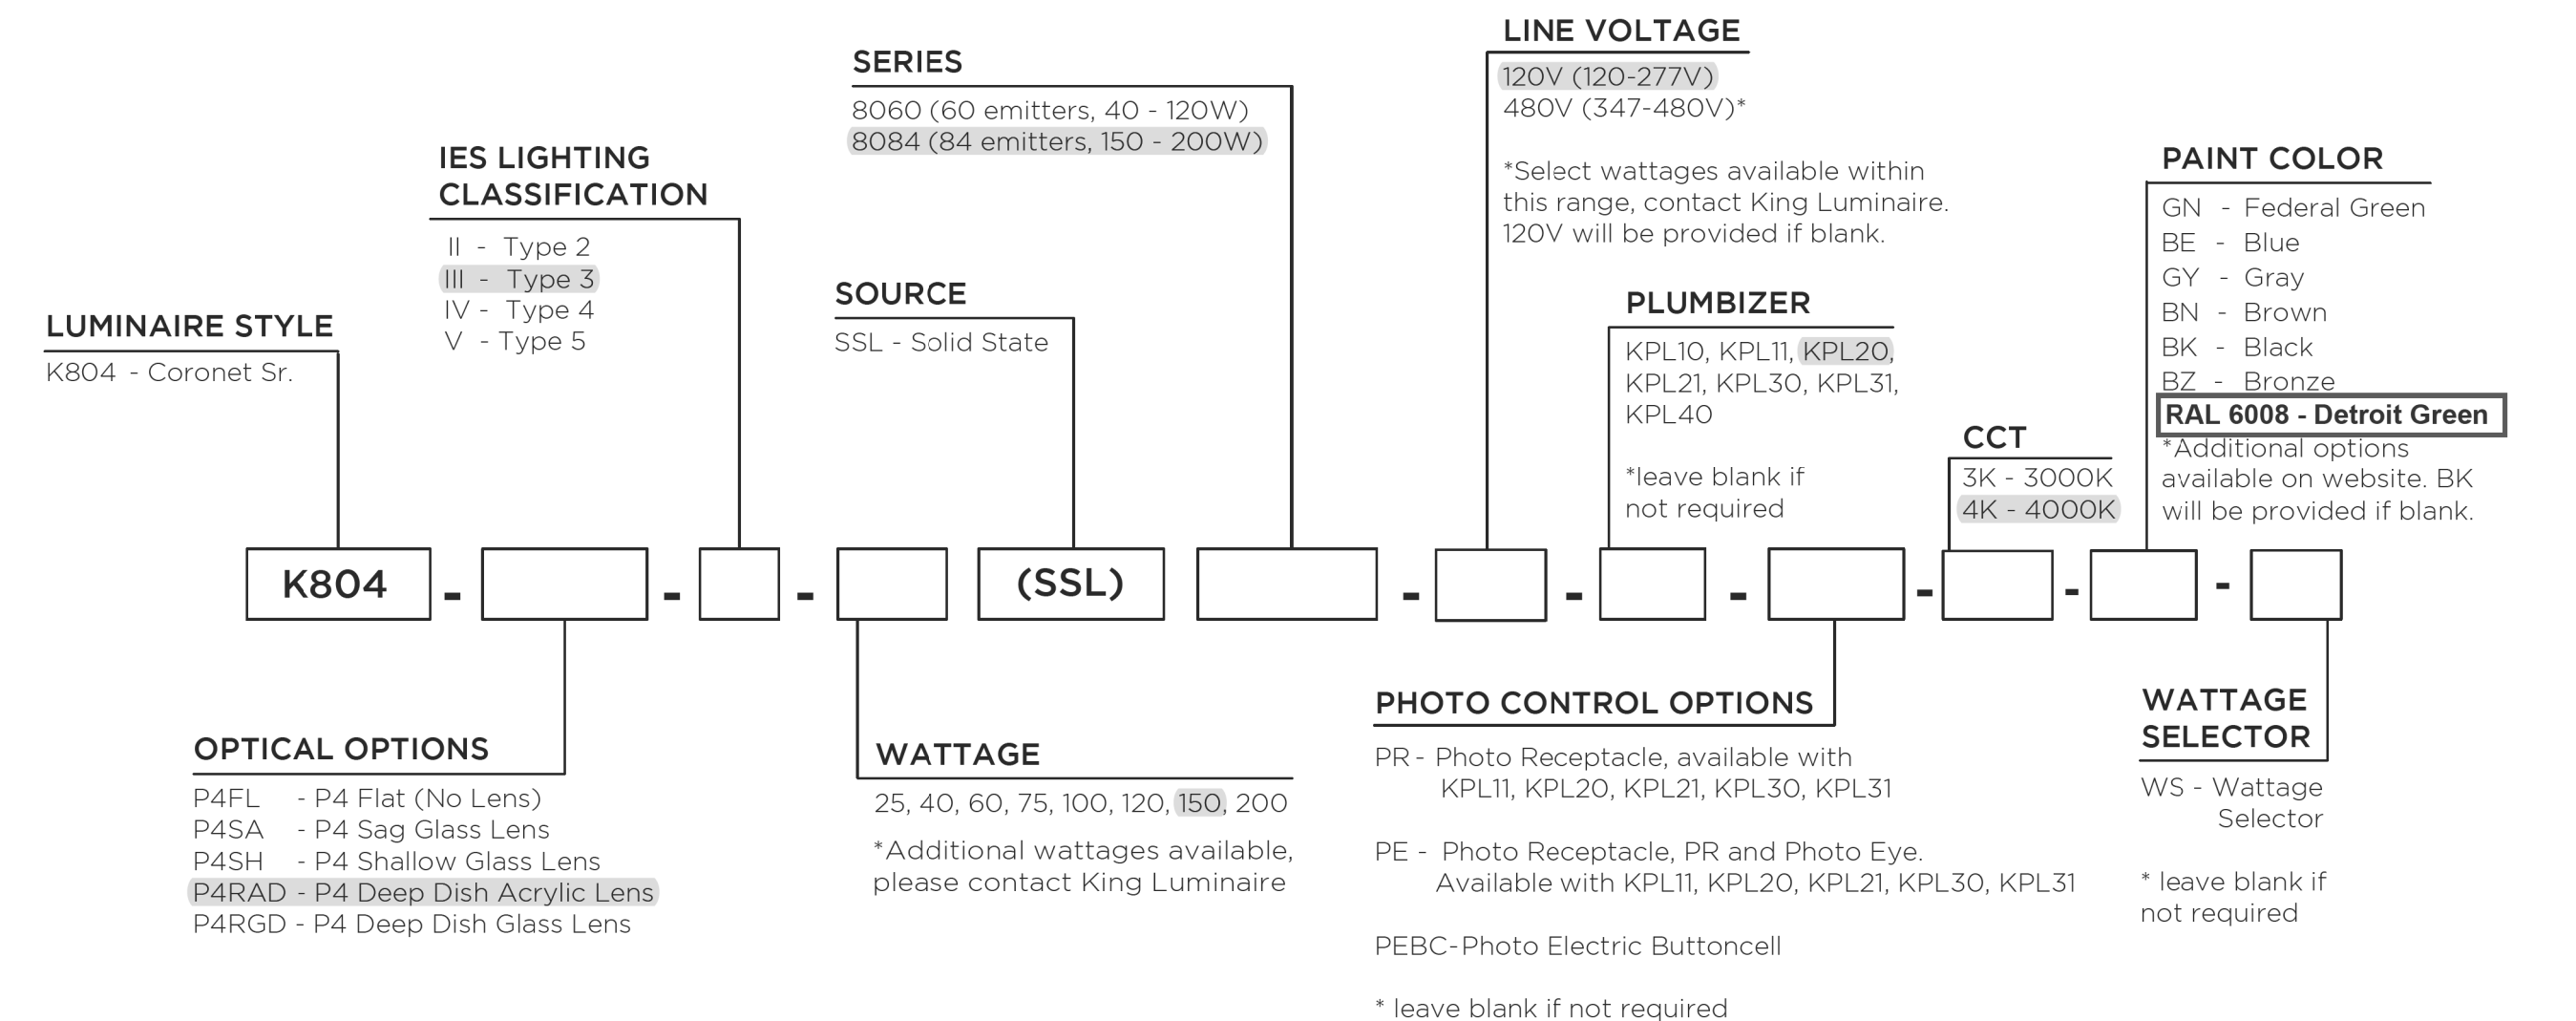 LUMINAIRE STYLE
K804 - Coronet Sr.
IES LIGHTING
CLASSIFICATION
II - Type 2
III - Type 3
IV - Type 4
V - Type 5
SOURCE
SSL - Solid State
SERIES
8060 (60 emitters, 40 - 120W)
8084 (84 emitters, 150 - 200W)
LINE VOLTAGE
120V (120-277V)
480V (347-480V)*
*Select wattages available within
this range, contact King Luminaire.
120V will be provided if blank.
PLUMBIZER
KPL10, KPL11, KPL20,
KPL21, KPL30, KPL31,
KPL40
*leave blank if
not required
CCT
3K - 3000K
4K - 4000K
PAINT COLOR
GN - Federal Green
BE - Blue
GY - Gray
BN - Brown
BK - Black
BZ - Bronze
RAL 6008 - Detroit Green
*Additional options
available on website. BK
will be provided if blank.
K804 - - - (SSL) - - - - - -
OPTICAL OPTIONS
P4FL - P4 Flat (No Lens)
P4SA - P4 Sag Glass Lens
P4SH - P4 Shallow Glass Lens
P4RAD - P4 Deep Dish Acrylic Lens
P4RGD - P4 Deep Dish Glass Lens
WATTAGE
25, 40, 60, 75, 100, 120, 150, 200
*Additional wattages available,
please contact King Luminaire
PHOTO CONTROL OPTIONS
PR - Photo Receptacle, available with
KPL11, KPL20, KPL21, KPL30, KPL31
PE - Photo Receptacle, PR and Photo Eye.
Available with KPL11, KPL20, KPL21, KPL30, KPL31
PEBC-Photo Electric Buttoncell
* leave blank if not required
WATTAGE
SELECTOR
WS - Wattage
Selector
* leave blank if
not required